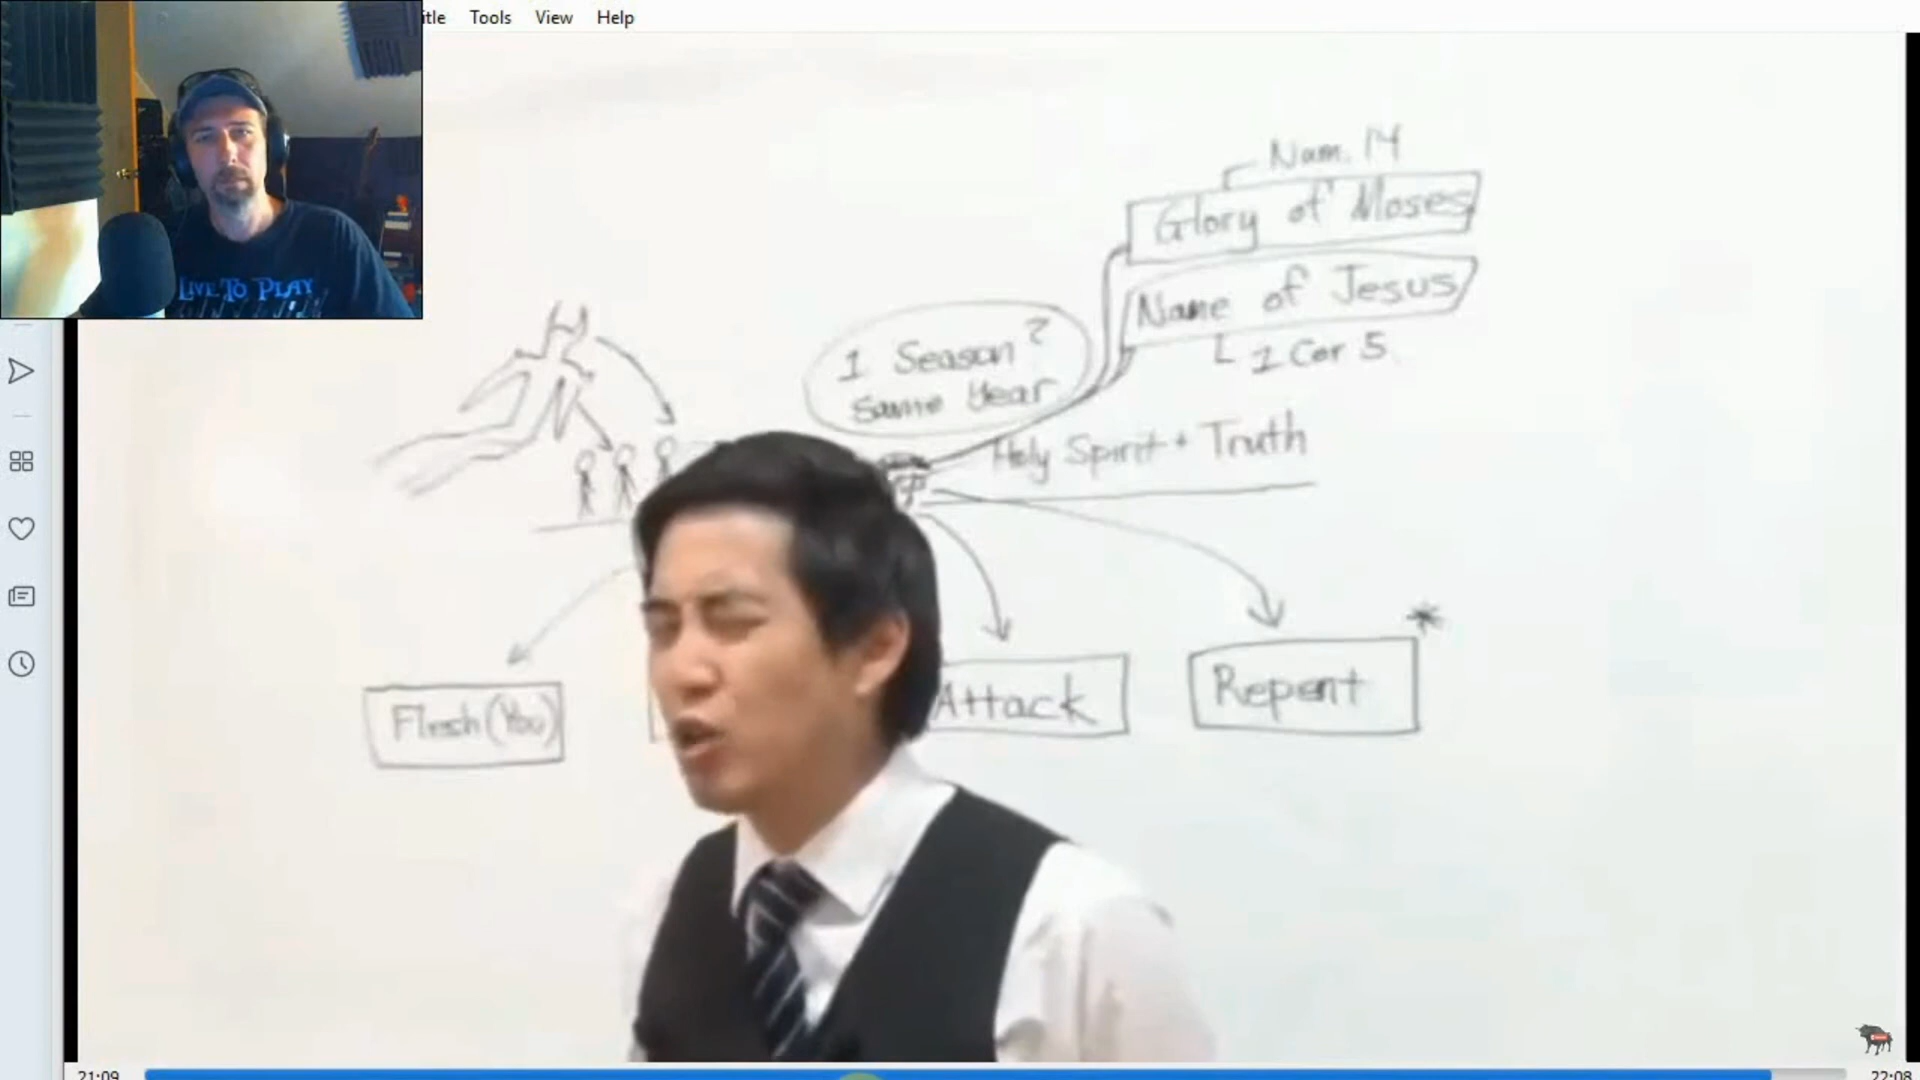 Tools View Help
LIVE TO PLAY
Num. 14
Glory of Moses
Name of Jesus
1 Cor 5
1 Season?
Same Year
Holy Spirit + Truth
Flesh (You)
Attack
Repent *
21:09
22:08